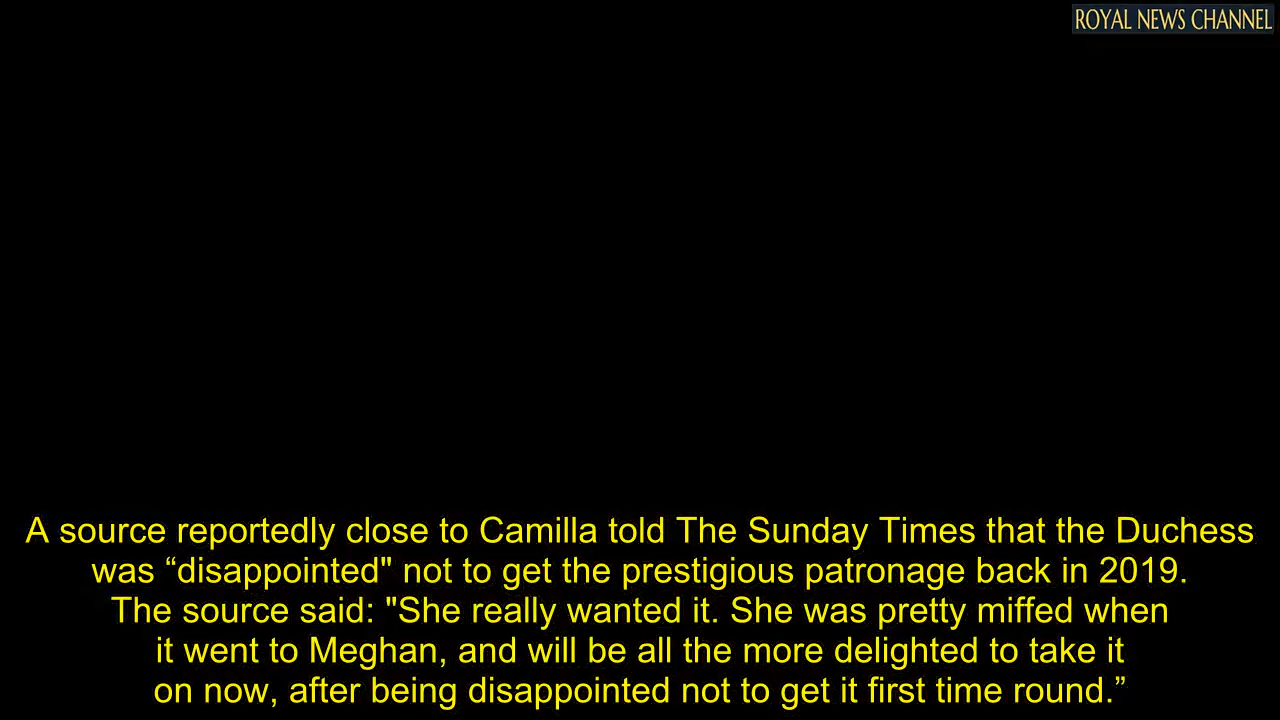 ROYAL NEWS CHANNEL
A source reportedly close to Camilla told The Sunday Times that the Duchess
was “disappointed" not to get the prestigious patronage back in 2019.
The source said: "She really wanted it. She was pretty miffed when
it went to Meghan, and will be all the more delighted to take it
on now, after being disappointed not to get it first time round.”